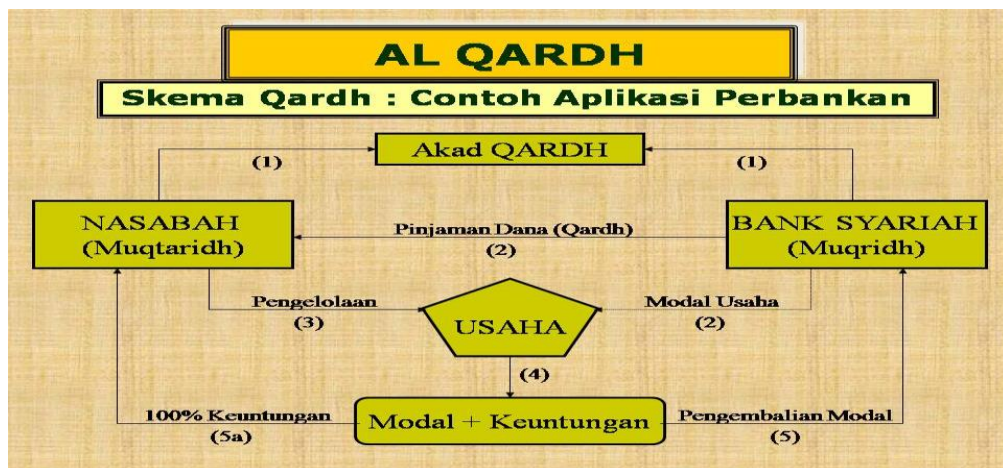 AL QARDH
Skema Qardh : Contoh Aplikasi Perbankan
Akad QARDH
(1)
(1)
NASABAH
(Muqtaridh)
Pinjaman Dana (Qardh)
(2)
BANK SYARIAH
(Muqridh)
Pengelolaan
(3)
USAHA
Modal Usaha
(2)
(4)
100% Keuntungan
(5a)
Modal + Keuntungan
Pengembalian Modal
(5)